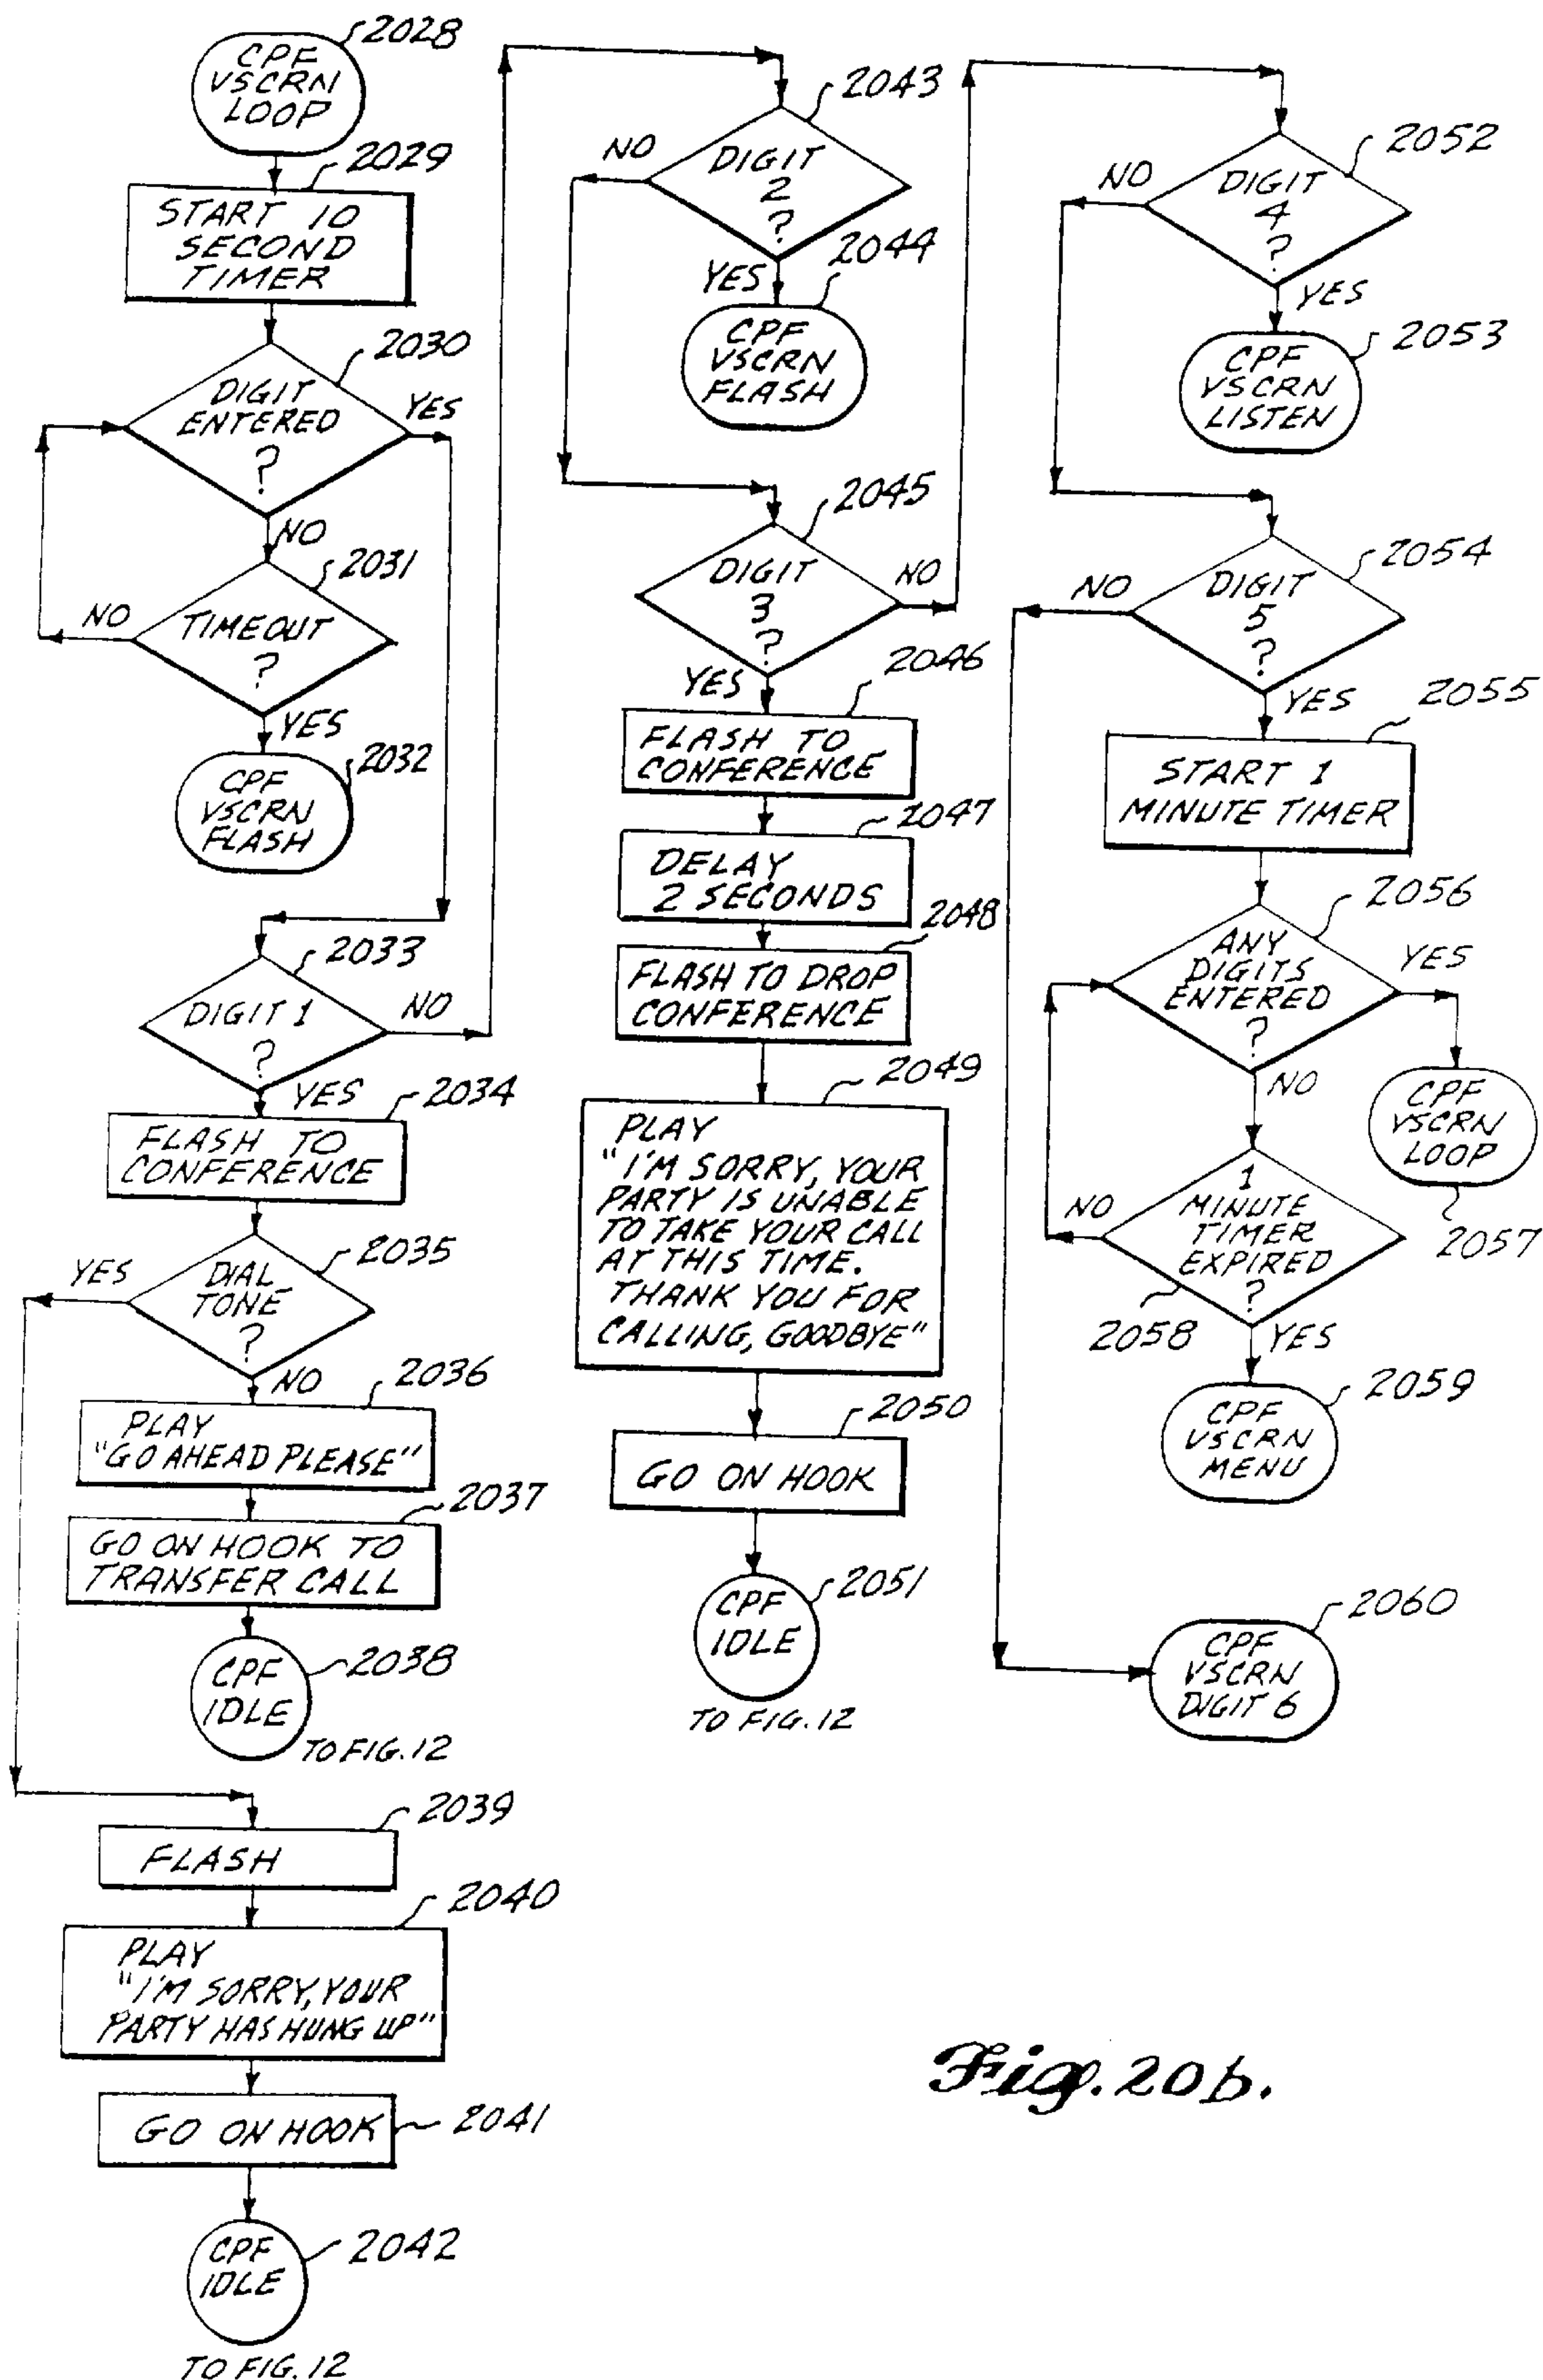 CPF
VSCRN
LOOP
2028
START 10
SECOND
TIMER
2029
DIGIT
ENTERED
?
2030
YES
NO
TIMEOUT
?
2031
NO
YES
CPF
VSCRN
FLASH
2032
DIGIT 1
?
2033
NO
YES
FLASH TO
CONFERENCE
2034
DIAL
TONE
?
2035
YES
NO
PLAY
"GO AHEAD PLEASE"
2036
GO ON HOOK TO
TRANSFER CALL
2037
CPF
IDLE
2038
TO FIG. 12
FLASH
2039
PLAY
"I'M SORRY, YOUR
PARTY HAS HUNG UP"
2040
GO ON HOOK
2041
CPF
IDLE
2042
TO FIG. 12
DIGIT
2
?
2043
NO
YES
CPF
VSCRN
FLASH
2044
DIGIT
3
?
2045
NO
YES
FLASH TO
CONFERENCE
2046
DELAY
2 SECONDS
2047
FLASH TO DROP
CONFERENCE
2048
PLAY
"I'M SORRY, YOUR
PARTY IS UNABLE
TO TAKE YOUR CALL
AT THIS TIME.
THANK YOU FOR
CALLING, GOODBYE"
2049
GO ON HOOK
2050
CPF
IDLE
2051
TO FIG. 12
DIGIT
4
?
2052
NO
YES
CPF
VSCRN
LISTEN
2053
DIGIT
5
?
2054
NO
YES
START 1
MINUTE TIMER
2055
ANY
DIGITS
ENTERED
?
2056
YES
NO
CPF
VSCRN
LOOP
2057
1
MINUTE
TIMER
EXPIRED
?
2058
NO
YES
CPF
VSCRN
MENU
2059
CPF
VSCRN
DIGIT 6
2060
Fig. 20b.